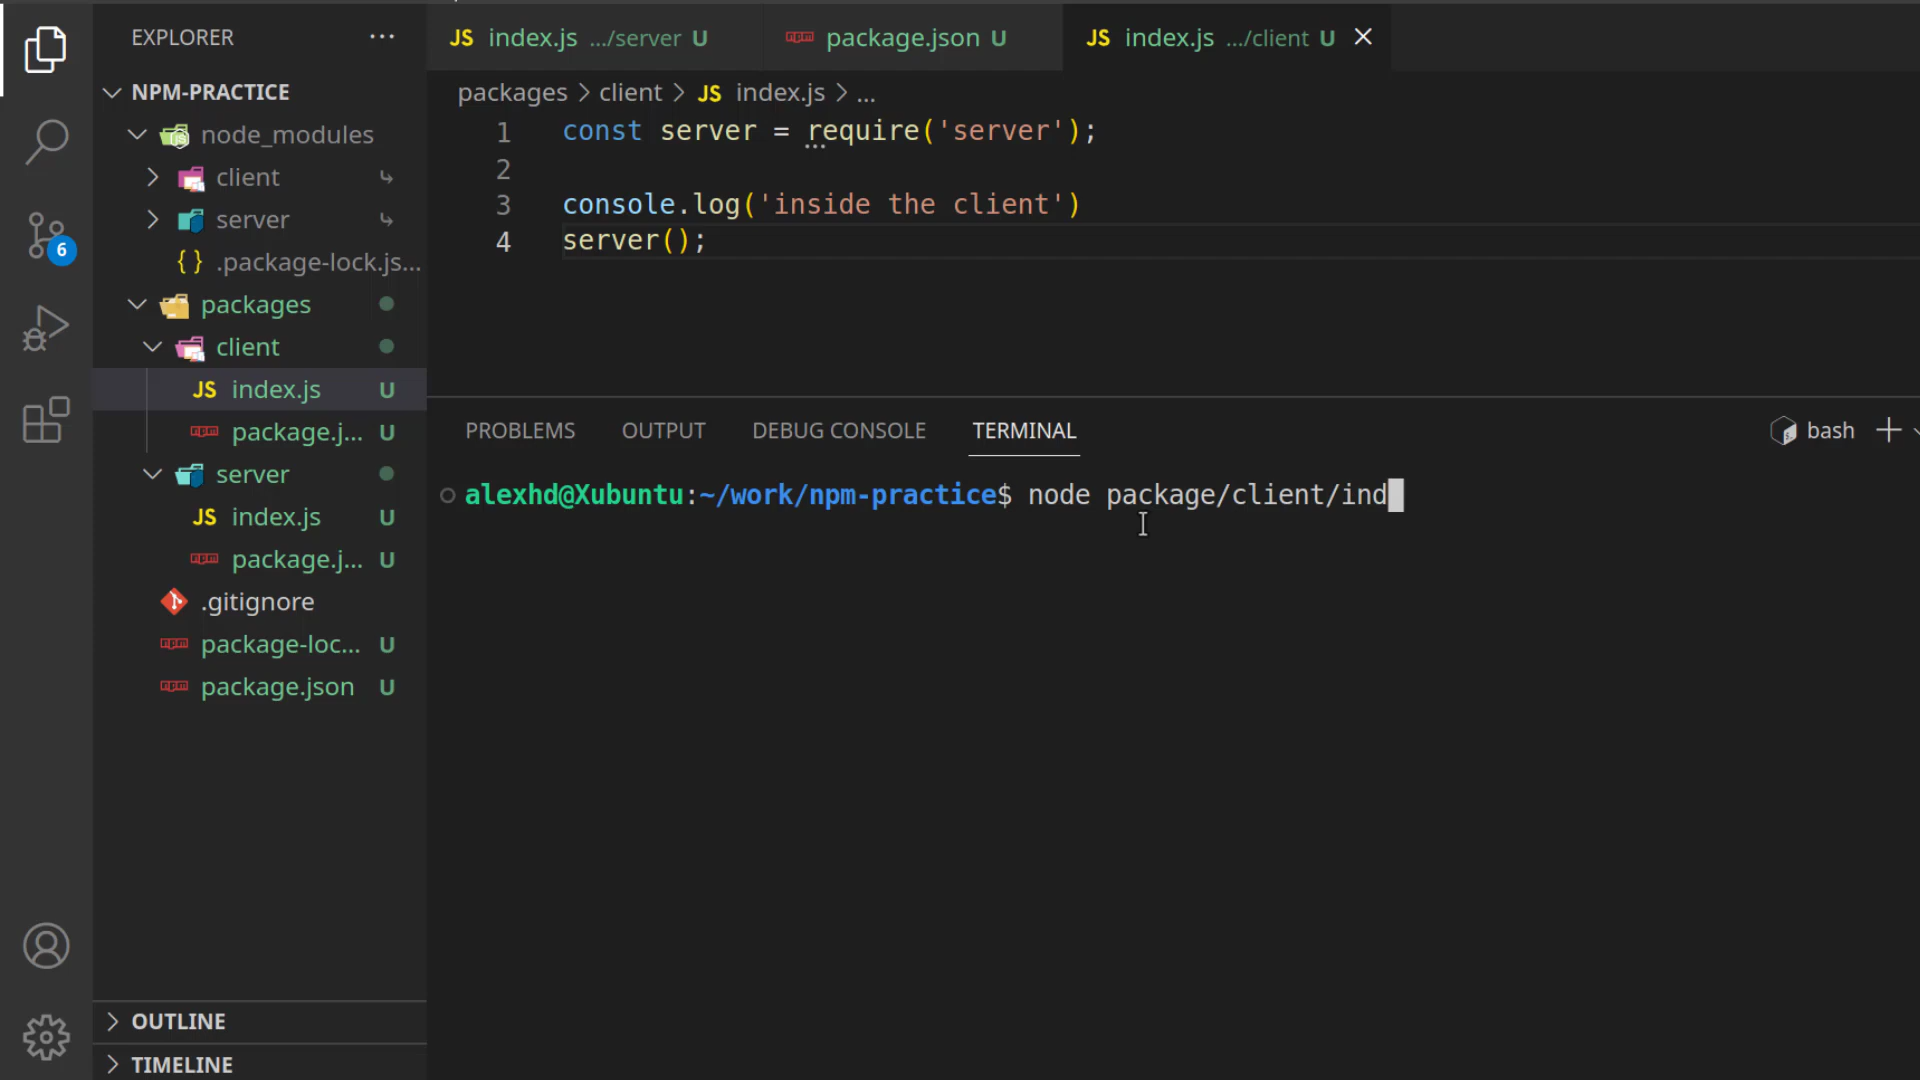 EXPLORER
NPM-PRACTICE
node_modules
client
server
{ } .package-lock.js...
packages
client
JS index.js U
package.j... U
server
JS index.js U
package.j... U
.gitignore
package-loc... U
package.json U
OUTLINE
TIMELINE
6
JS index.js .../server U
package.json U
JS index.js .../client U
packages > client > JS index.js > ...
1 const server = require('server');
2
3 console.log('inside the client')
4 server();
PROBLEMS OUTPUT DEBUG CONSOLE TERMINAL
bash
alexhd@Xubuntu:~/work/npm-practice$ node package/client/ind